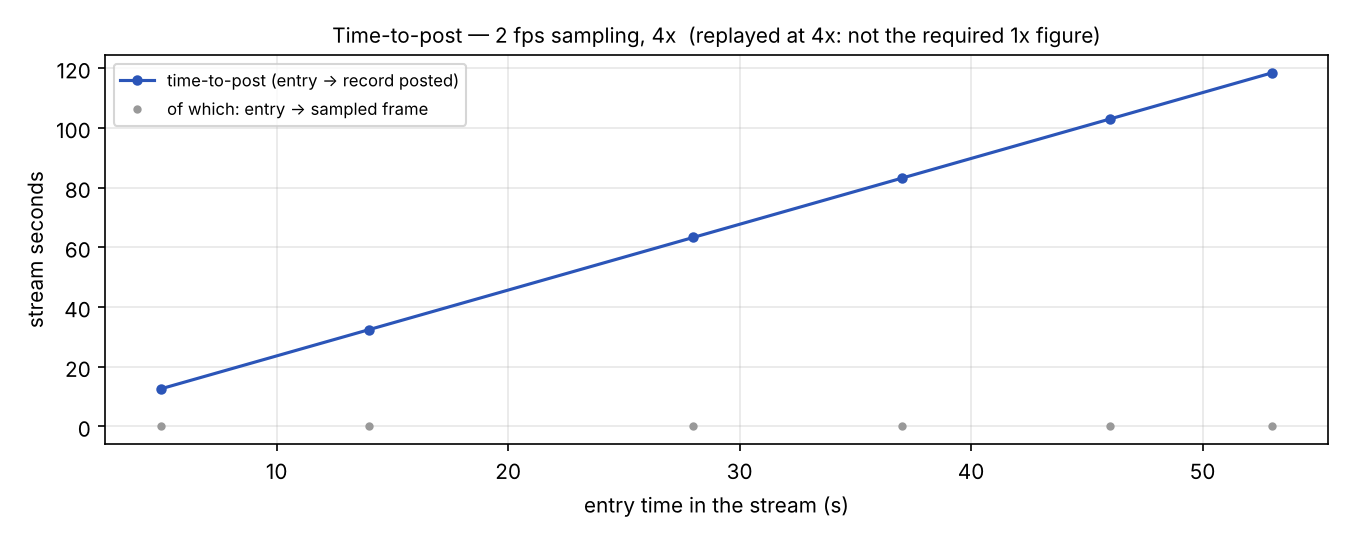 Time-to-post — 2 fps sampling, 4x (replayed at 4x: not the required 1x figure)
time-to-post (entry → record posted)
of which: entry → sampled frame
stream seconds
120
100
80
60
40
20
0
10 20 30 40 50
entry time in the stream (s)